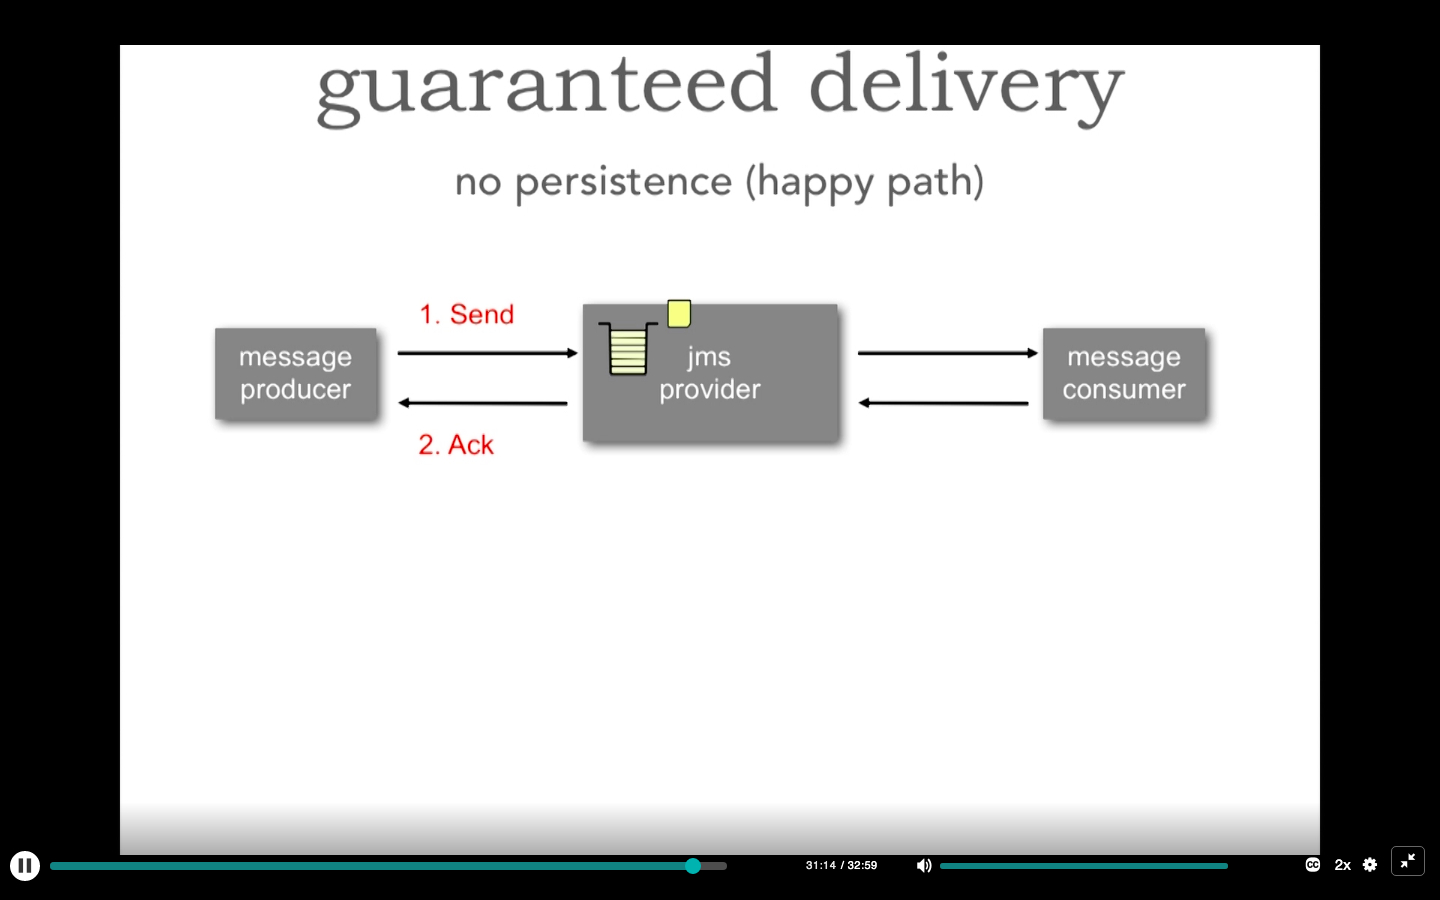 guaranteed delivery
no persistence (happy path)
1. Send
message
producer
jms
provider
message
consumer
2. Ack
31:14 / 32:59
CC
2x